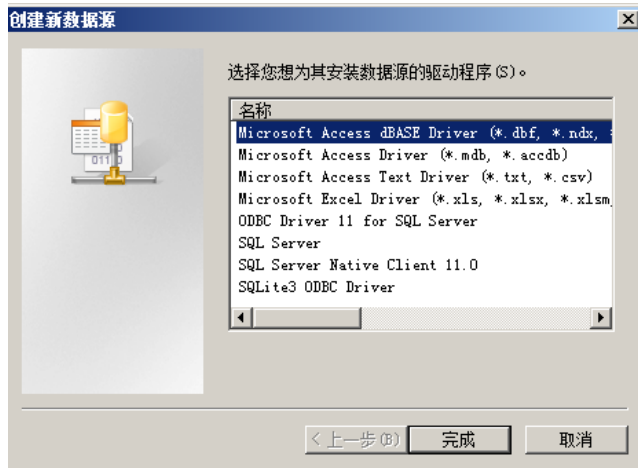 创建新数据源
选择您想为其安装数据源的驱动程序(S)。
名称
Microsoft Access dBASE Driver (*.dbf, *.ndx, *
Microsoft Access Driver (*.mdb, *.accdb)
Microsoft Access Text Driver (*.txt, *.csv)
Microsoft Excel Driver (*.xls, *.xlsx, *.xlsm,
ODBC Driver 11 for SQL Server
SQL Server
SQL Server Native Client 11.0
SQLite3 ODBC Driver
< 上一步(B) 完成 取消